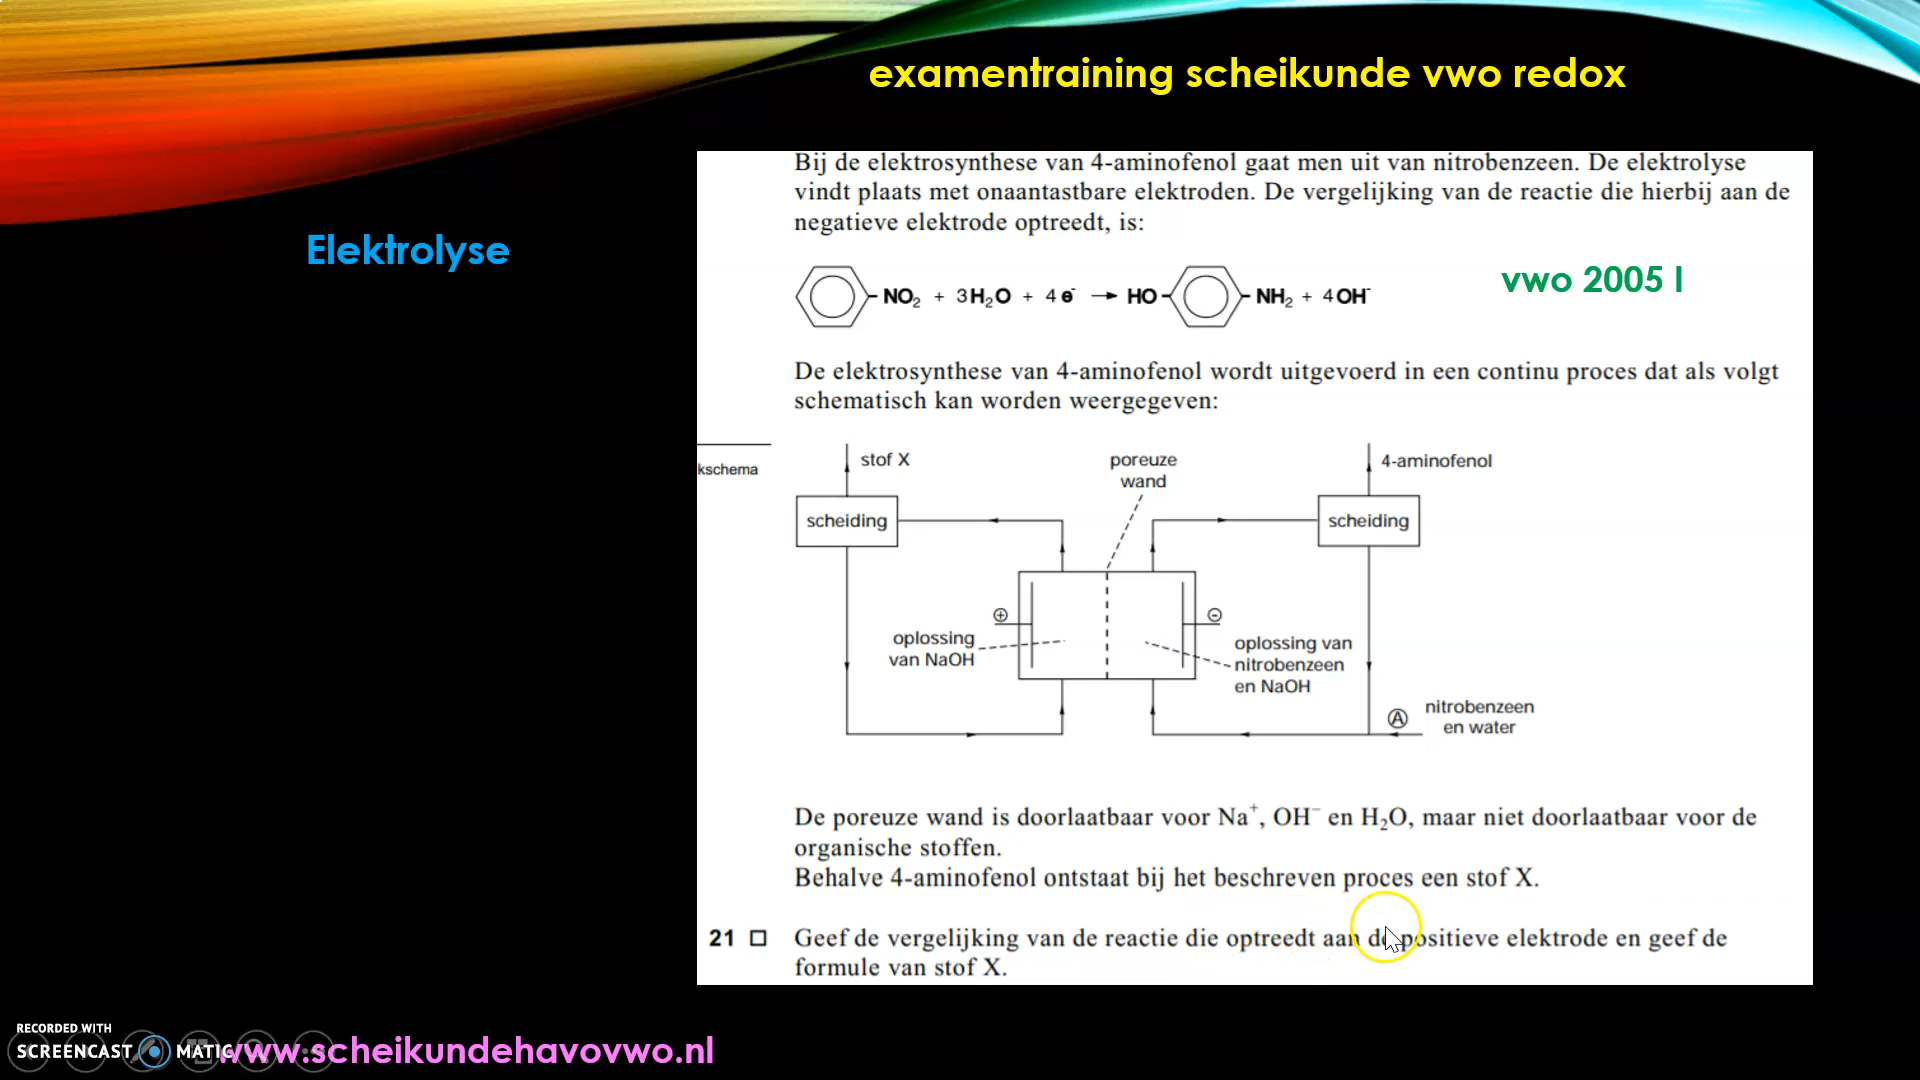 examentraining scheikunde vwo redox
Elektrolyse
Bij de elektrosynthese van 4-aminofenol gaat men uit van nitrobenzeen. De elektrolyse
vindt plaats met onaantastbare elektroden. De vergelijking van de reactie die hierbij aan de
negatieve elektrode optreedt, is:
vwo 2005 I
NO₂ + 3H₂O + 4 e⁻ → HO NH₂ + 4OH⁻
De elektrosynthese van 4-aminofenol wordt uitgevoerd in een continu proces dat als volgt
schematisch kan worden weergegeven:
kschema
stof X
poreuze
wand
4-aminofenol
scheiding
scheiding
⊕
⊖
oplossing
van NaOH
oplossing van
nitrobenzeen
en NaOH
Ⓐ
nitrobenzeen
en water
De poreuze wand is doorlaatbaar voor Na⁺, OH⁻ en H₂O, maar niet doorlaatbaar voor de
organische stoffen.
Behalve 4-aminofenol ontstaat bij het beschreven proces een stof X.
21 □ Geef de vergelijking van de reactie die optreedt aan de positieve elektrode en geef de
formule van stof X.
RECORDED WITH
SCREENCAST MATIC
www.scheikundehavovwo.nl